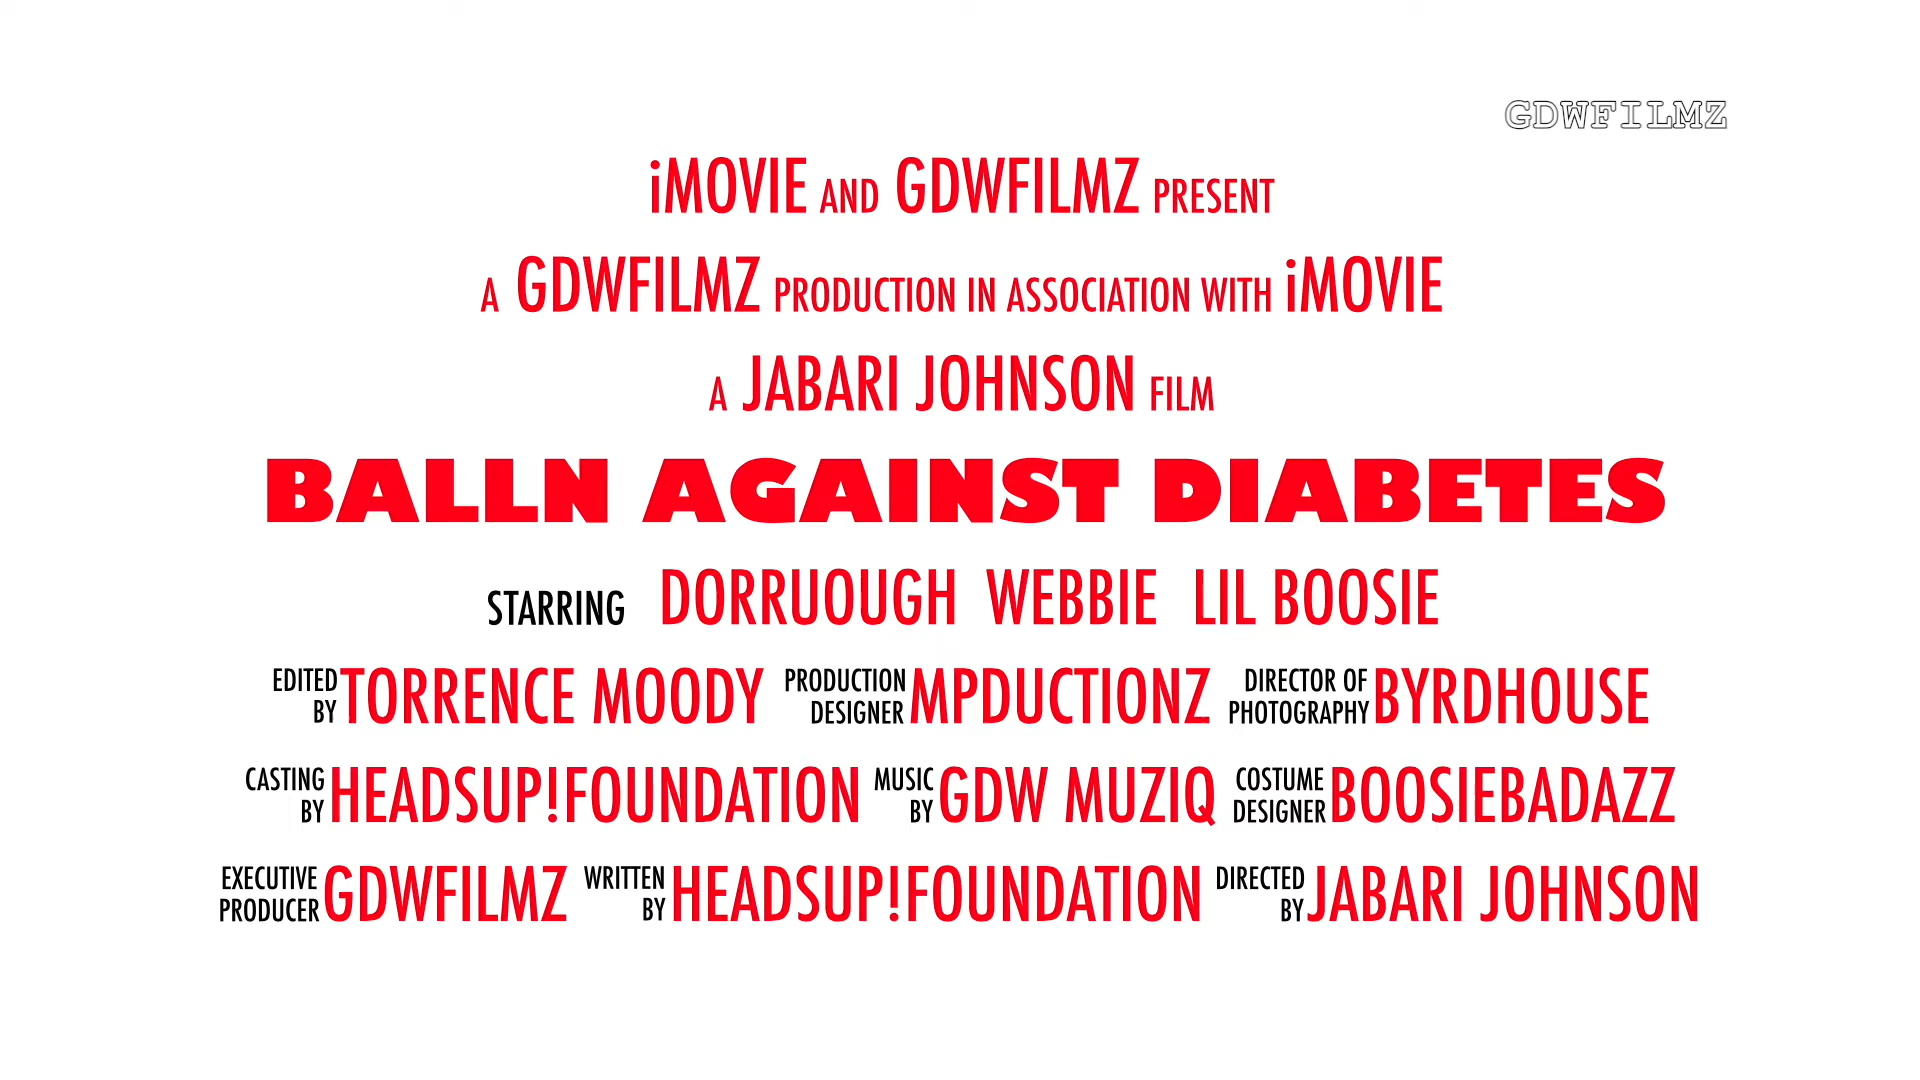 GDWFILMZ
iMOVIE AND GDWFILMZ PRESENT
A GDWFILMZ PRODUCTION IN ASSOCIATION WITH iMOVIE
A JABARI JOHNSON FILM
BALLN AGAINST DIABETES
STARRING DORRUOUGH WEBBIE LIL BOOSIE
EDITED BY TORRENCE MOODY PRODUCTION DESIGNER MPDUCTIONZ DIRECTOR OF PHOTOGRAPHY BYRDHOUSE
CASTING BY HEADSUP!FOUNDATION MUSIC BY GDW MUZIQ COSTUME DESIGNER BOOSIEBADAZZ
EXECUTIVE PRODUCER GDWFILMZ WRITTEN BY HEADSUP!FOUNDATION DIRECTED BY JABARI JOHNSON